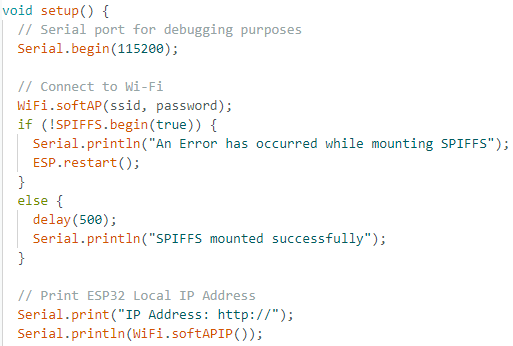 void setup() {
// Serial port for debugging purposes
Serial.begin(115200);
// Connect to Wi-Fi
WiFi.softAP(ssid, password);
if (!SPIFFS.begin(true)) {
Serial.println("An Error has occurred while mounting SPIFFS");
ESP.restart();
}
else {
delay(500);
Serial.println("SPIFFS mounted successfully");
}
// Print ESP32 Local IP Address
Serial.print("IP Address: http://");
Serial.println(WiFi.softAPIP());